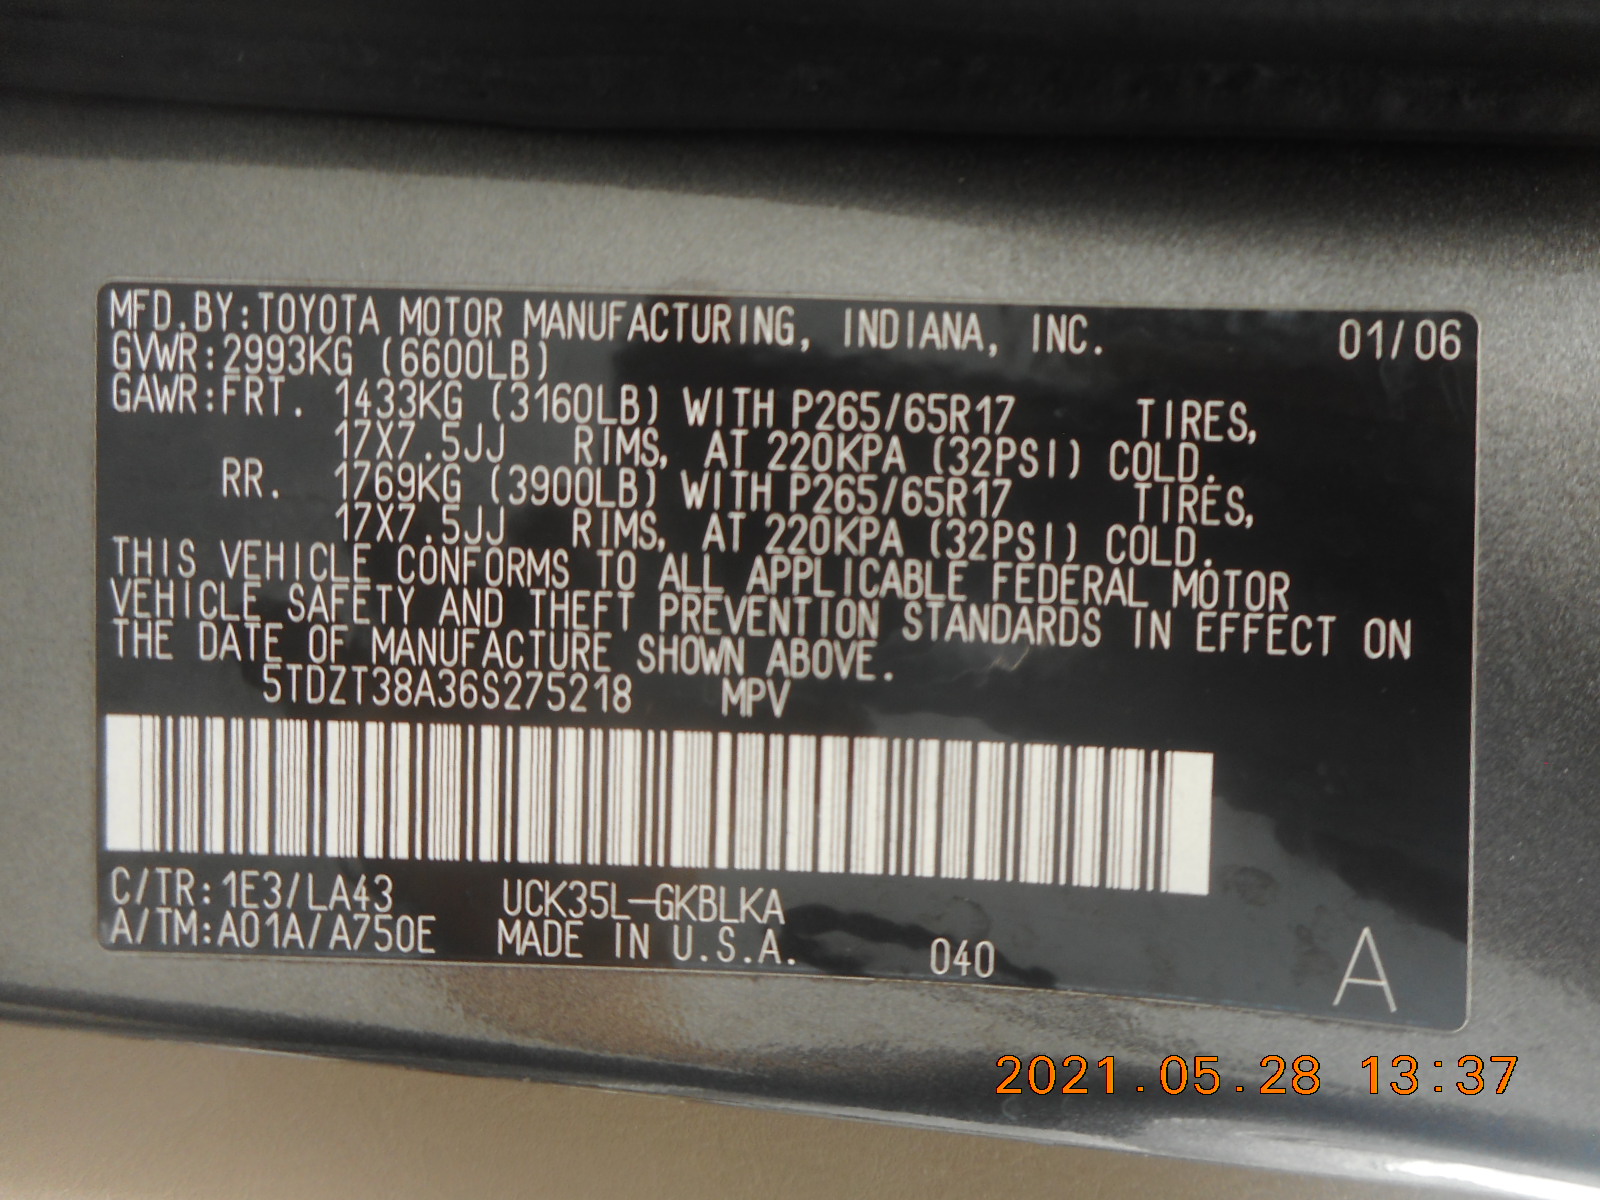 MFD.BY:TOYOTA MOTOR MANUFACTURING, INDIANA, INC. 01/06
GVWR:2993KG (6600LB)
GAWR:FRT. 1433KG (3160LB) WITH P265/65R17 TIRES,
17X7.5JJ RIMS, AT 220KPA (32PSI) COLD.
RR. 1769KG (3900LB) WITH P265/65R17 TIRES,
17X7.5JJ RIMS, AT 220KPA (32PSI) COLD.
THIS VEHICLE CONFORMS TO ALL APPLICABLE FEDERAL MOTOR
VEHICLE SAFETY AND THEFT PREVENTION STANDARDS IN EFFECT ON
THE DATE OF MANUFACTURE SHOWN ABOVE.
5TDZT38A36S275218 MPV
C/TR:1E3/LA43 UCK35L-GKBLKA
A/TM:A01A/A750E MADE IN U.S.A. 040 A
2021.05.28 13:37